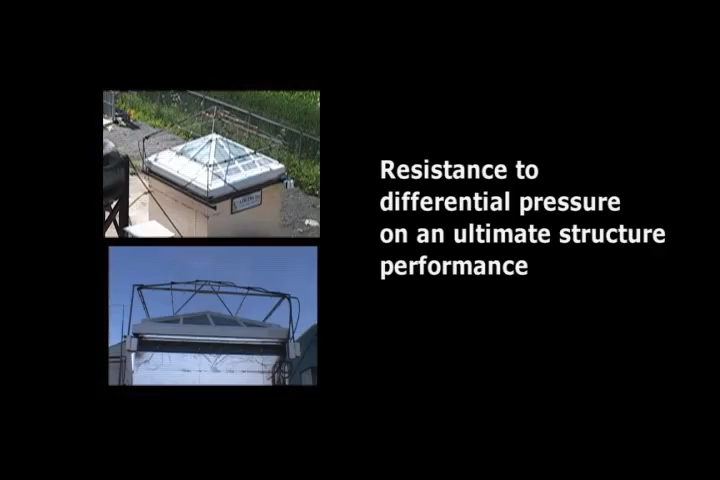 Resistance to
differential pressure
on an ultimate structure
performance